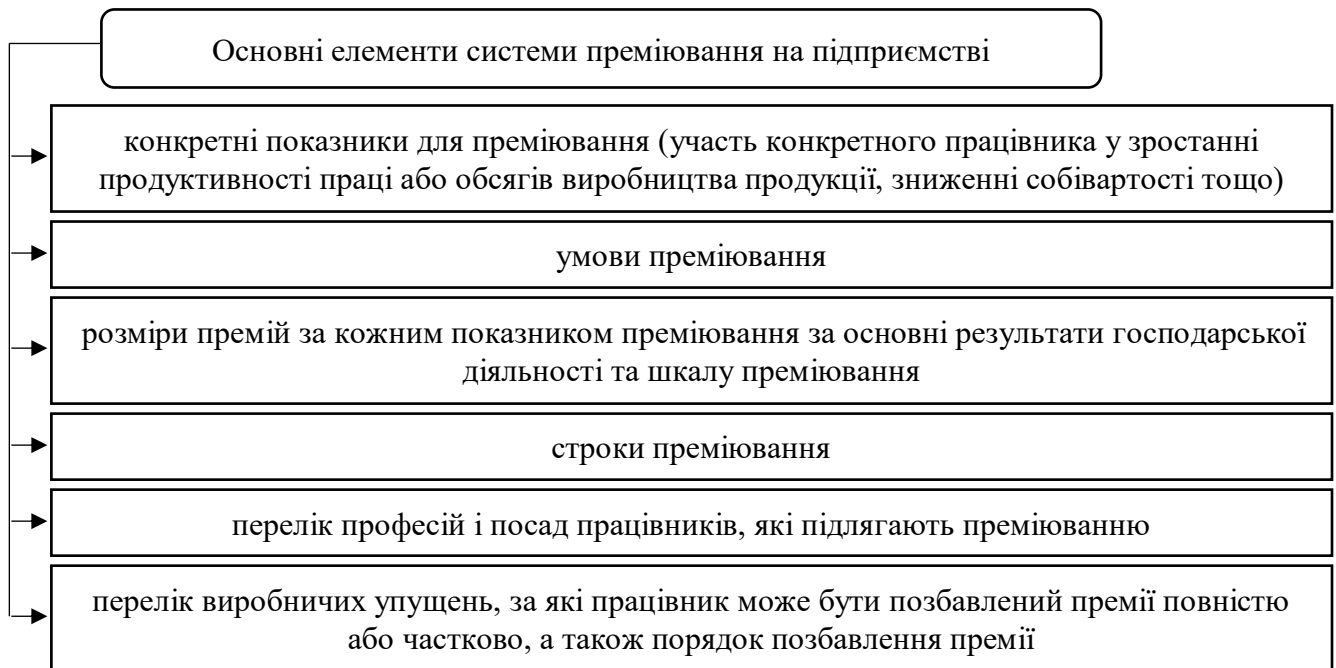 Основні елементи системи преміювання на підприємстві
конкретні показники для преміювання (участь конкретного працівника у зростанні
продуктивності праці або обсягів виробництва продукції, зниженні собівартості тощо)
умови преміювання
розміри премій за кожним показником преміювання за основні результати господарської
діяльності та шкалу преміювання
строки преміювання
перелік професій і посад працівників, які підлягають преміюванню
перелік виробничих упущень, за які працівник може бути позбавлений премії повністю
або частково, а також порядок позбавлення премії